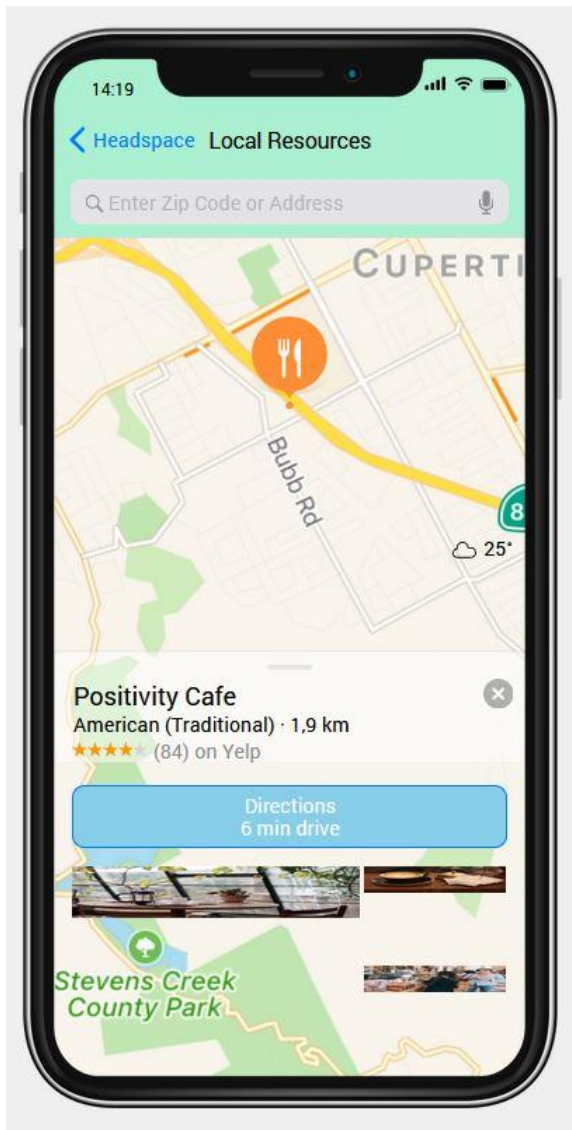 14:19
Headspace Local Resources
Enter Zip Code or Address
CUPERTI
Bubb Rd
8
25°
Positivity Cafe
American (Traditional) · 1,9 km
(84) on Yelp
Directions
6 min drive
Stevens Creek
County Park